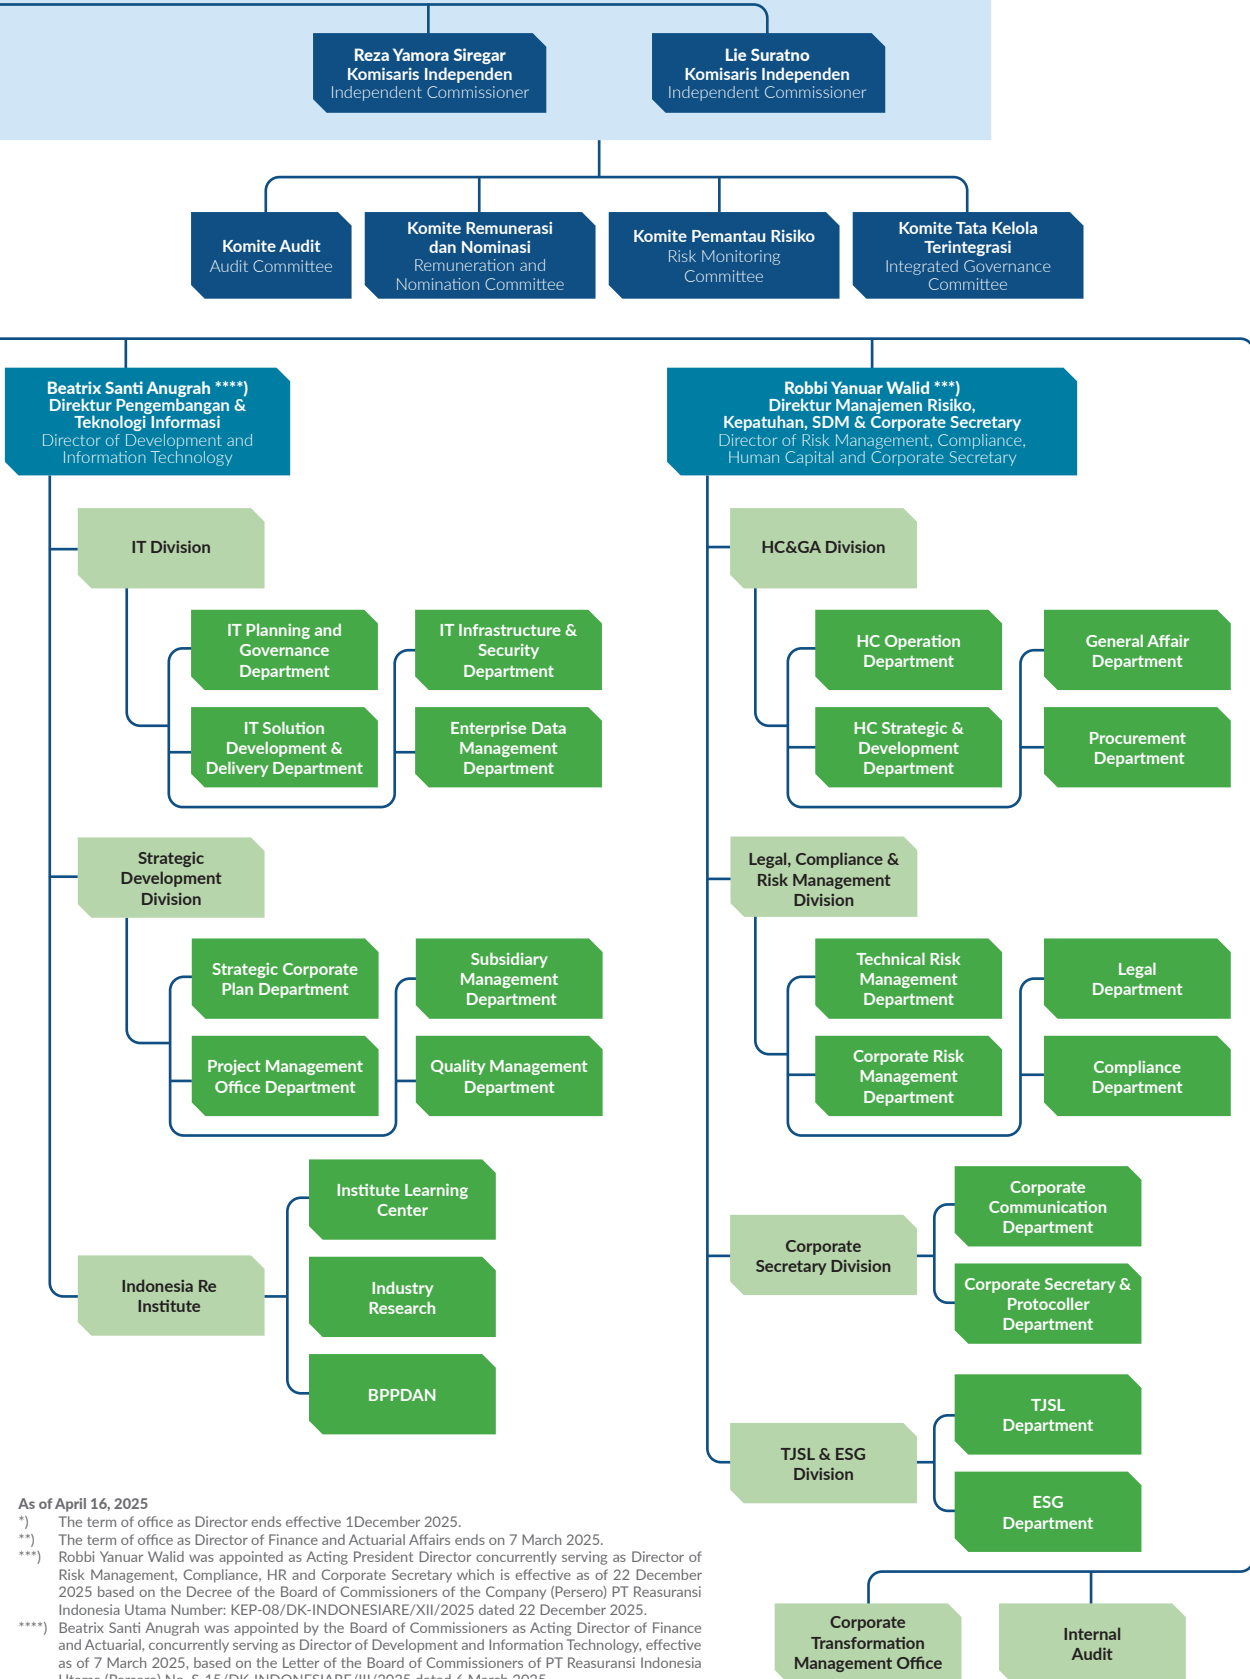 Reza Yamora Siregar
Komisaris Independen
Independent Commissioner
Lie Suratno
Komisaris Independen
Independent Commissioner
Komite Audit
Audit Committee
Komite Remunerasi
dan Nominasi
Remuneration and
Nomination Committee
Komite Pemantau Risiko
Risk Monitoring
Committee
Komite Tata Kelola
Terintegrasi
Integrated Governance
Committee
Beatrix Santi Anugrah ****)
Direktur Pengembangan &
Teknologi Informasi
Director of Development and
Information Technology
IT Division
IT Planning and
Governance
Department
IT Infrastructure &
Security
Department
IT Solution
Development &
Delivery Department
Enterprise Data
Management
Department
Strategic
Development
Division
Strategic Corporate
Plan Department
Subsidiary
Management
Department
Project Management
Office Department
Quality Management
Department
Indonesia Re
Institute
Institute Learning
Center
Industry
Research
BPPDAN
Robbi Yanuar Walid ***)
Direktur Manajemen Risiko,
Kepatuhan, SDM & Corporate Secretary
Director of Risk Management, Compliance,
Human Capital and Corporate Secretary
HC&GA Division
HC Operation
Department
General Affair
Department
HC Strategic &
Development
Department
Procurement
Department
Legal, Compliance &
Risk Management
Division
Technical Risk
Management
Department
Legal
Department
Corporate Risk
Management
Department
Compliance
Department
Corporate
Secretary Division
Corporate
Communication
Department
Corporate Secretary &
Protocoller
Department
TJSL & ESG
Division
TJSL
Department
ESG
Department
Corporate
Transformation
Management Office
Internal
Audit
As of April 16, 2025
*) The term of office as Director ends effective 1December 2025.
**) The term of office as Director of Finance and Actuarial Affairs ends on 7 March 2025.
***) Robbi Yanuar Walid was appointed as Acting President Director concurrently serving as Director of
Risk Management, Compliance, HR and Corporate Secretary which is effective as of 22 December
2025 based on the Decree of the Board of Commissioners of the Company (Persero) PT Reasuransi
Indonesia Utama Number: KEP-08/DK-INDONESIARE/XII/2025 dated 22 December 2025.
****) Beatrix Santi Anugrah was appointed by the Board of Commissioners as Acting Director of Finance
and Actuarial, concurrently serving as Director of Development and Information Technology, effective
as of 7 March 2025, based on the Letter of the Board of Commissioners of PT Reasuransi Indonesia
Utama (Persero) No. S-15/DK-INDONESIARE/III/2025 dated 6 March 2025.